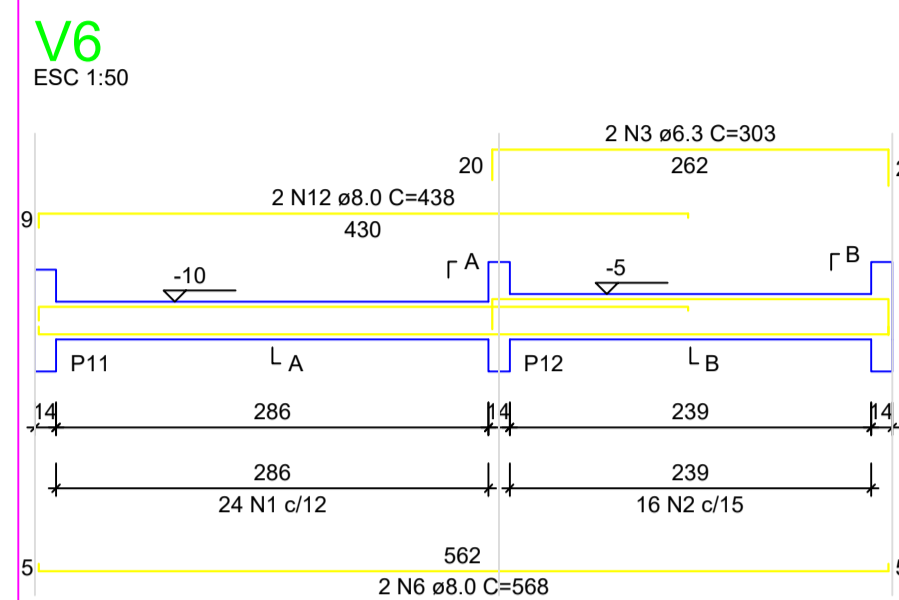 V6
ESC 1:50
2 N3 ø6.3 C=303
20
262
2 N12 ø8.0 C=438
9
430
A
B
-10
-5
P11
A
P12
B
14
286
14
239
14
286
239
24 N1 c/12
16 N2 c/15
5
562
2 N6 ø8.0 C=568